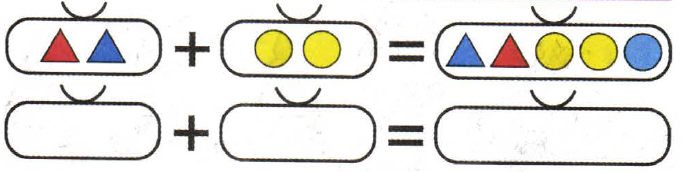 + =
+ =